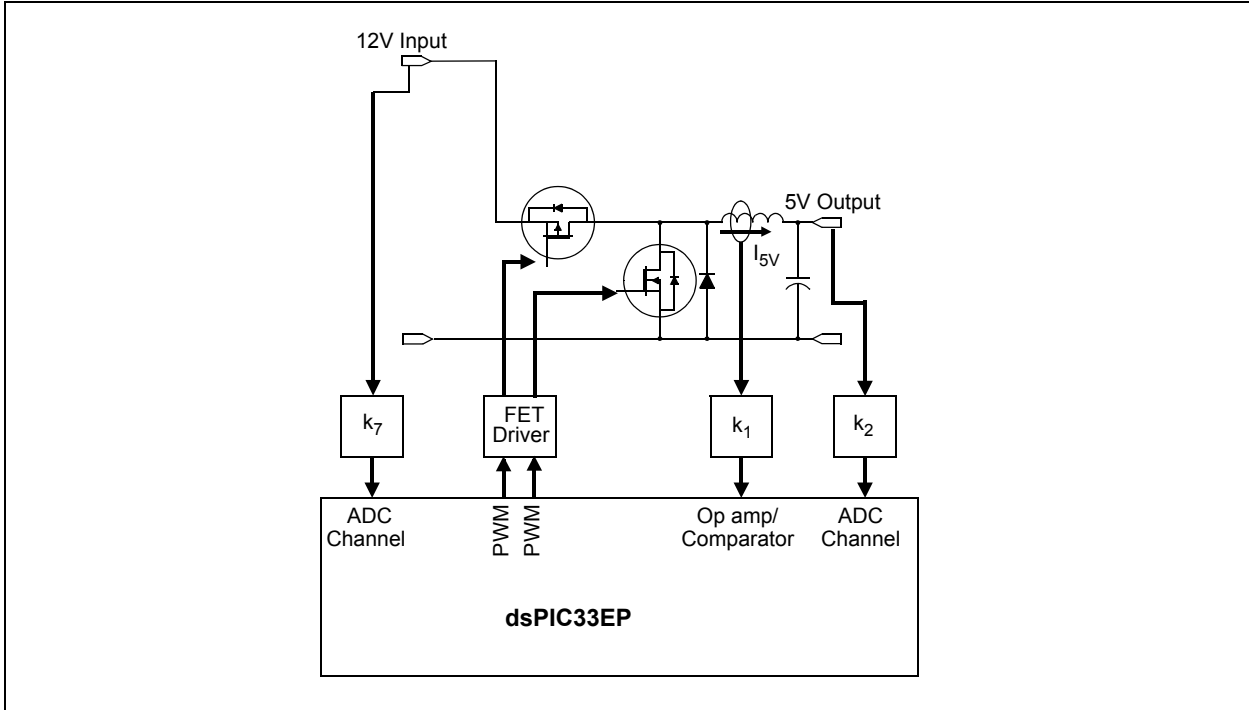 12V Input
5V Output
I5V
k7
FET
Driver
k1
k2
ADC
Channel
PWM
PWM
Op amp/
Comparator
ADC
Channel
dsPIC33EP